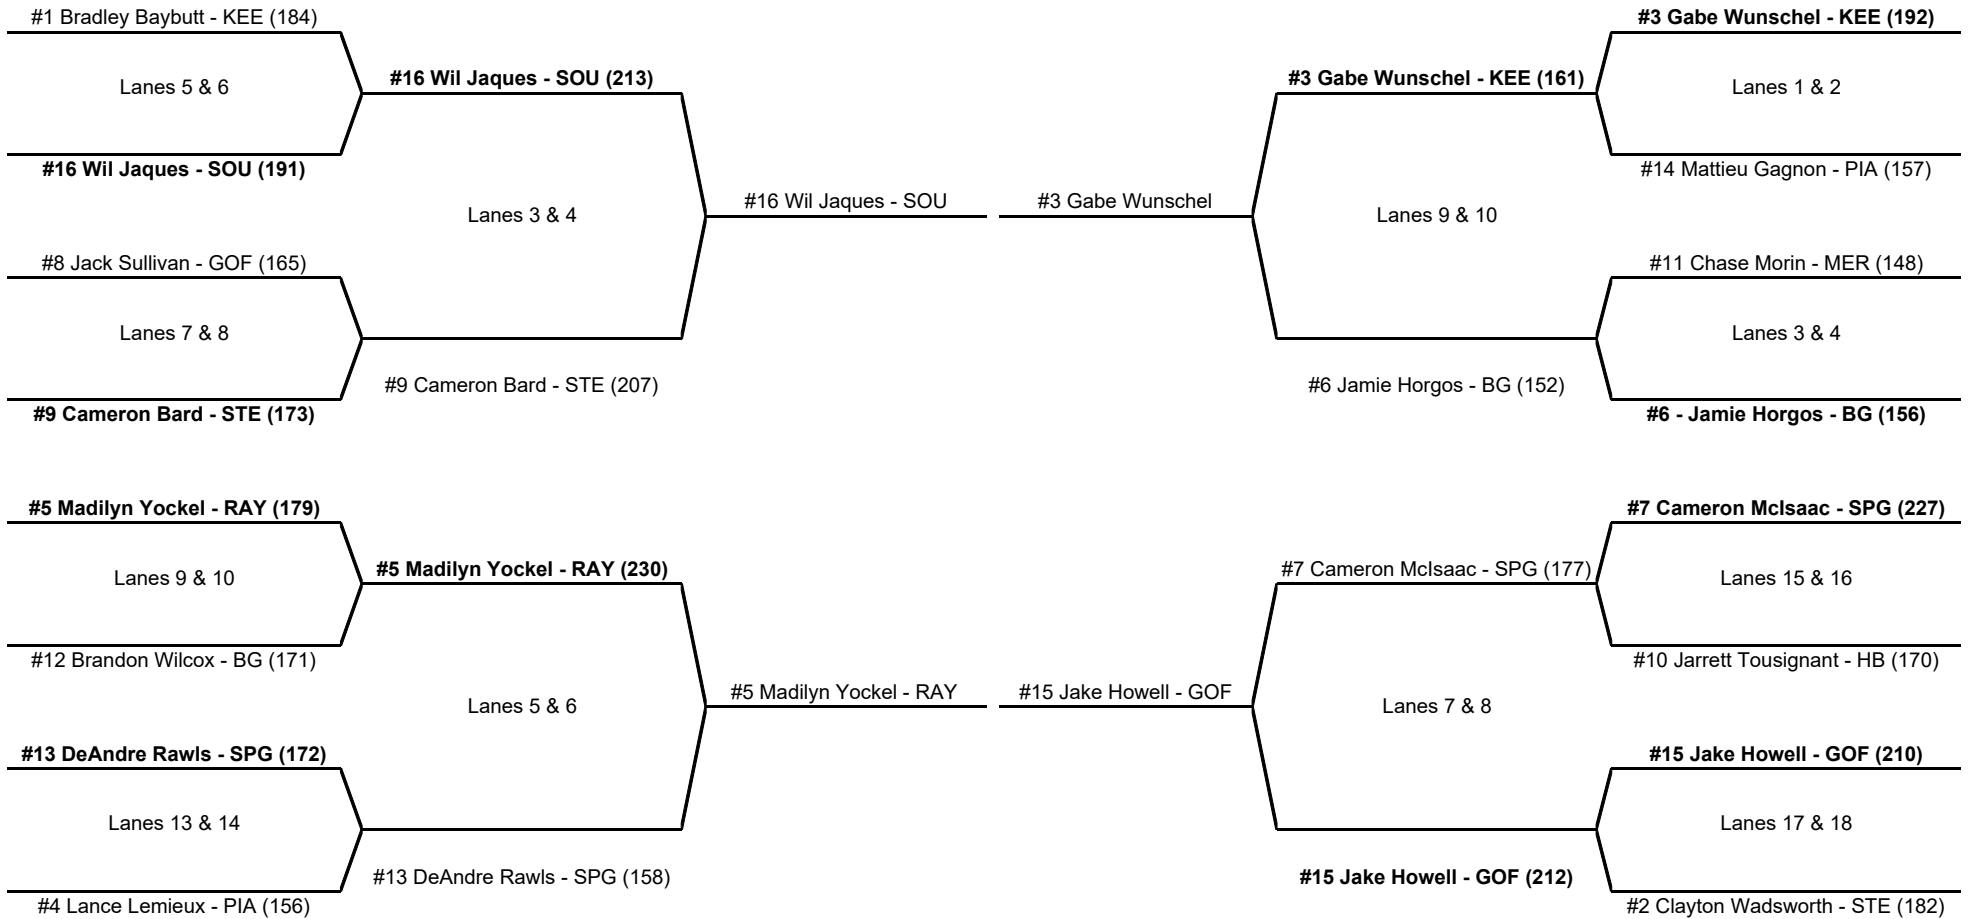 #1 Bradley Baybutt - KEE (184)
Lanes 5 & 6
#16 Wil Jaques - SOU (191)
#8 Jack Sullivan - GOF (165)
Lanes 7 & 8
#9 Cameron Bard - STE (173)
#5 Madilyn Yockel - RAY (179)
Lanes 9 & 10
#12 Brandon Wilcox - BG (171)
#13 DeAndre Rawls - SPG (172)
Lanes 13 & 14
#4 Lance Lemieux - PIA (156)
#16 Wil Jaques - SOU (213)
Lanes 3 & 4
#9 Cameron Bard - STE (207)
#5 Madilyn Yockel - RAY (230)
Lanes 5 & 6
#13 DeAndre Rawls - SPG (158)
#16 Wil Jaques - SOU
#5 Madilyn Yockel - RAY
#3 Gabe Wunschel
#15 Jake Howell - GOF
#3 Gabe Wunschel - KEE (161)
Lanes 9 & 10
#6 Jamie Horgos - BG (152)
#7 Cameron McIsaac - SPG (177)
Lanes 7 & 8
#15 Jake Howell - GOF (212)
#3 Gabe Wunschel - KEE (192)
Lanes 1 & 2
#14 Mattieu Gagnon - PIA (157)
#11 Chase Morin - MER (148)
Lanes 3 & 4
#6 - Jamie Horgos - BG (156)
#7 Cameron McIsaac - SPG (227)
Lanes 15 & 16
#10 Jarrett Tousignant - HB (170)
#15 Jake Howell - GOF (210)
Lanes 17 & 18
#2 Clayton Wadsworth - STE (182)